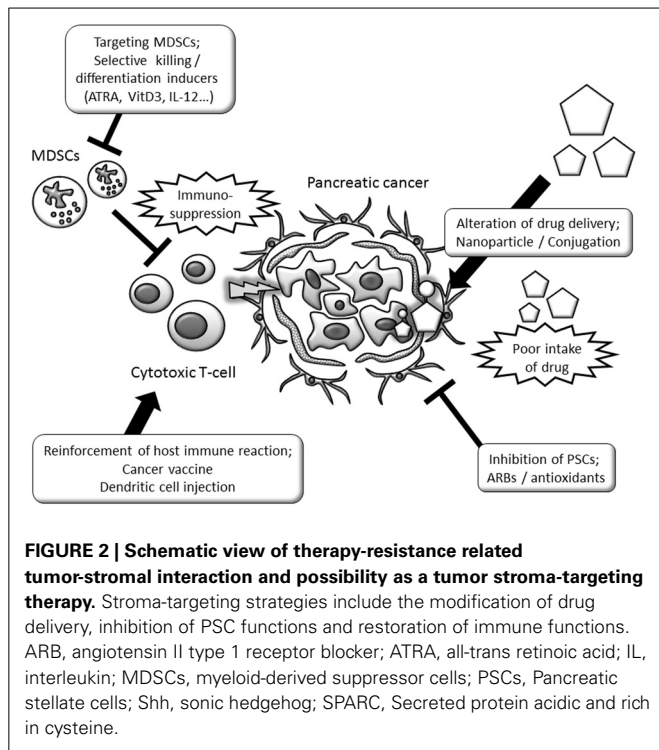 Targeting MDSCs;
Selective killing /
differentiation inducers
(ATRA, VitD3, IL-12...)
MDSCs
Immuno-
suppression
Pancreatic cancer
Alteration of drug delivery;
Nanoparticle / Conjugation
Poor intake
of drug
Cytotoxic T-cell
Reinforcement of host immune reaction;
Cancer vaccine
Dendritic cell injection
Inhibition of PSCs;
ARBs / antioxidants
FIGURE 2 | Schematic view of therapy-resistance related
tumor-stromal interaction and possibility as a tumor stroma-targeting
therapy. Stroma-targeting strategies include the modification of drug
delivery, inhibition of PSC functions and restoration of immune functions.
ARB, angiotensin II type 1 receptor blocker; ATRA, all-trans retinoic acid; IL,
interleukin; MDSCs, myeloid-derived suppressor cells; PSCs, Pancreatic
stellate cells; Shh, sonic hedgehog; SPARC, Secreted protein acidic and rich
in cysteine.